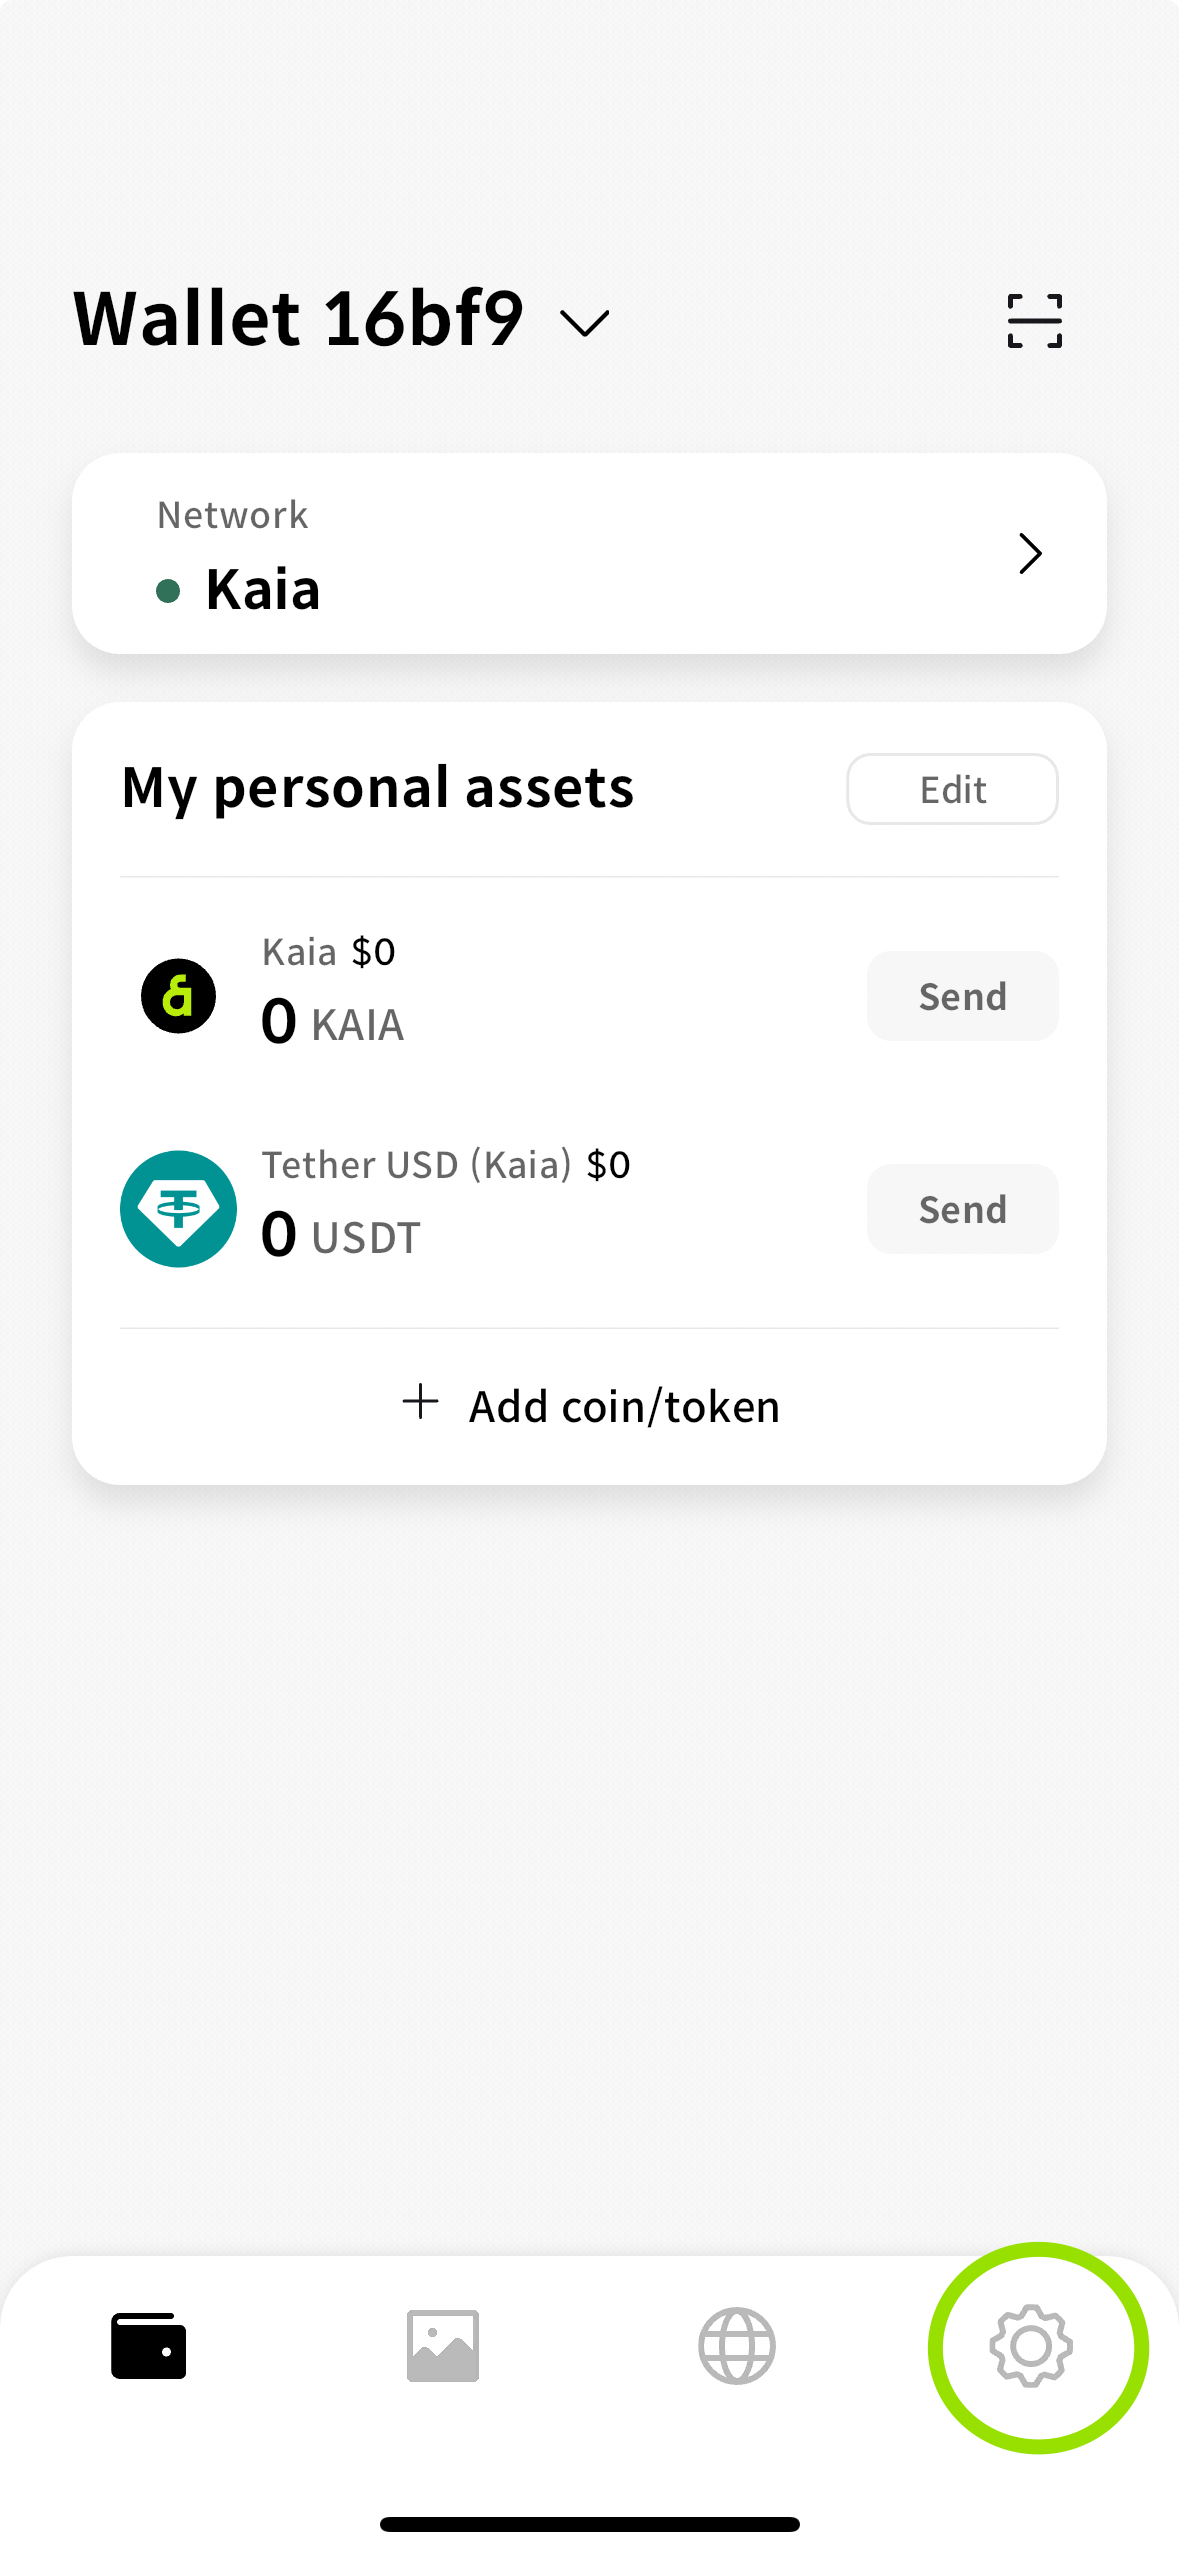 Wallet 16bf9
Network
Kaia
My personal assets
Edit
Kaia $0
0 KAIA
Send
Tether USD (Kaia) $0
0 USDT
Send
Add coin/token